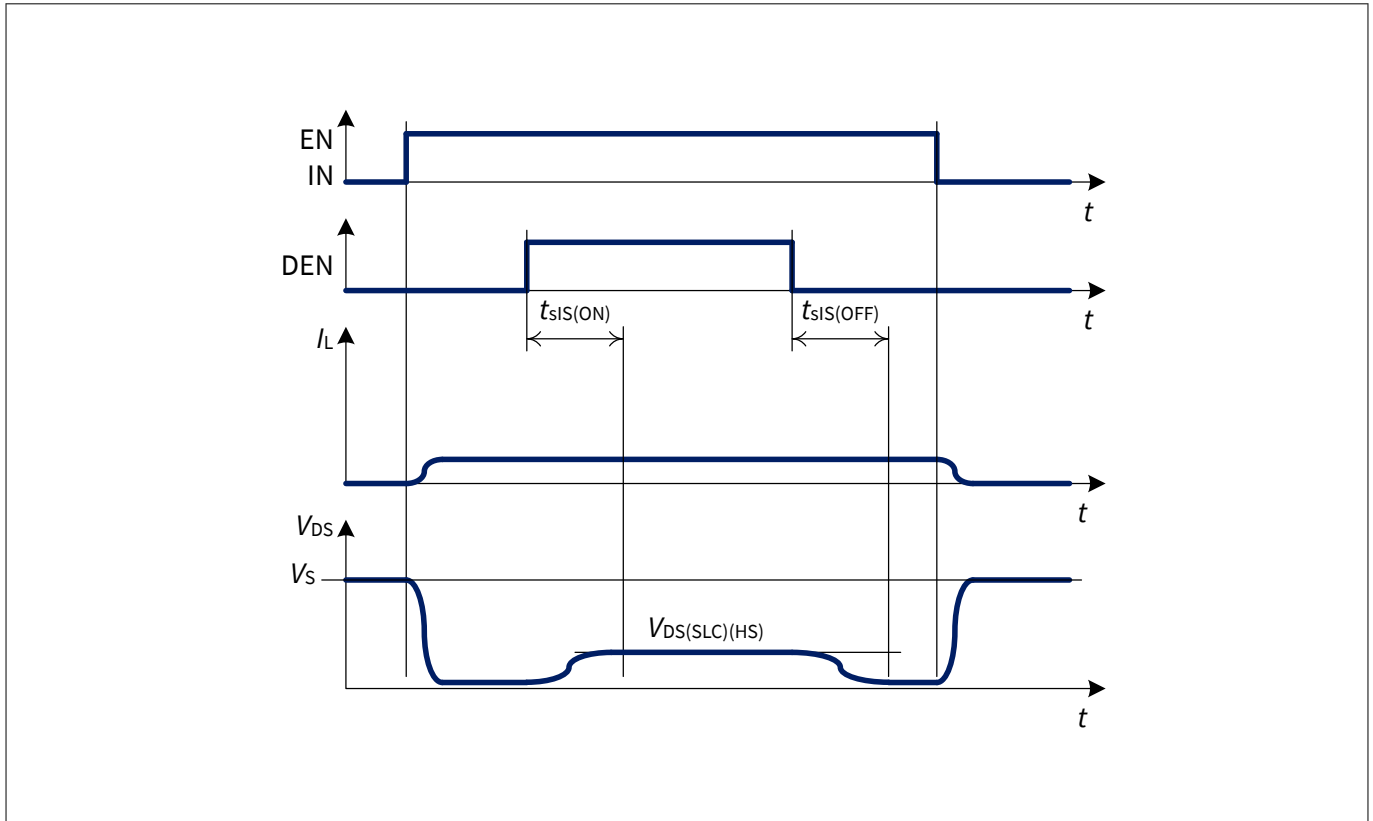 EN
IN
t
DEN
t
tsIS(ON)
tsIS(OFF)
IL
t
VDS
VS
VDS(SLC)(HS)
t